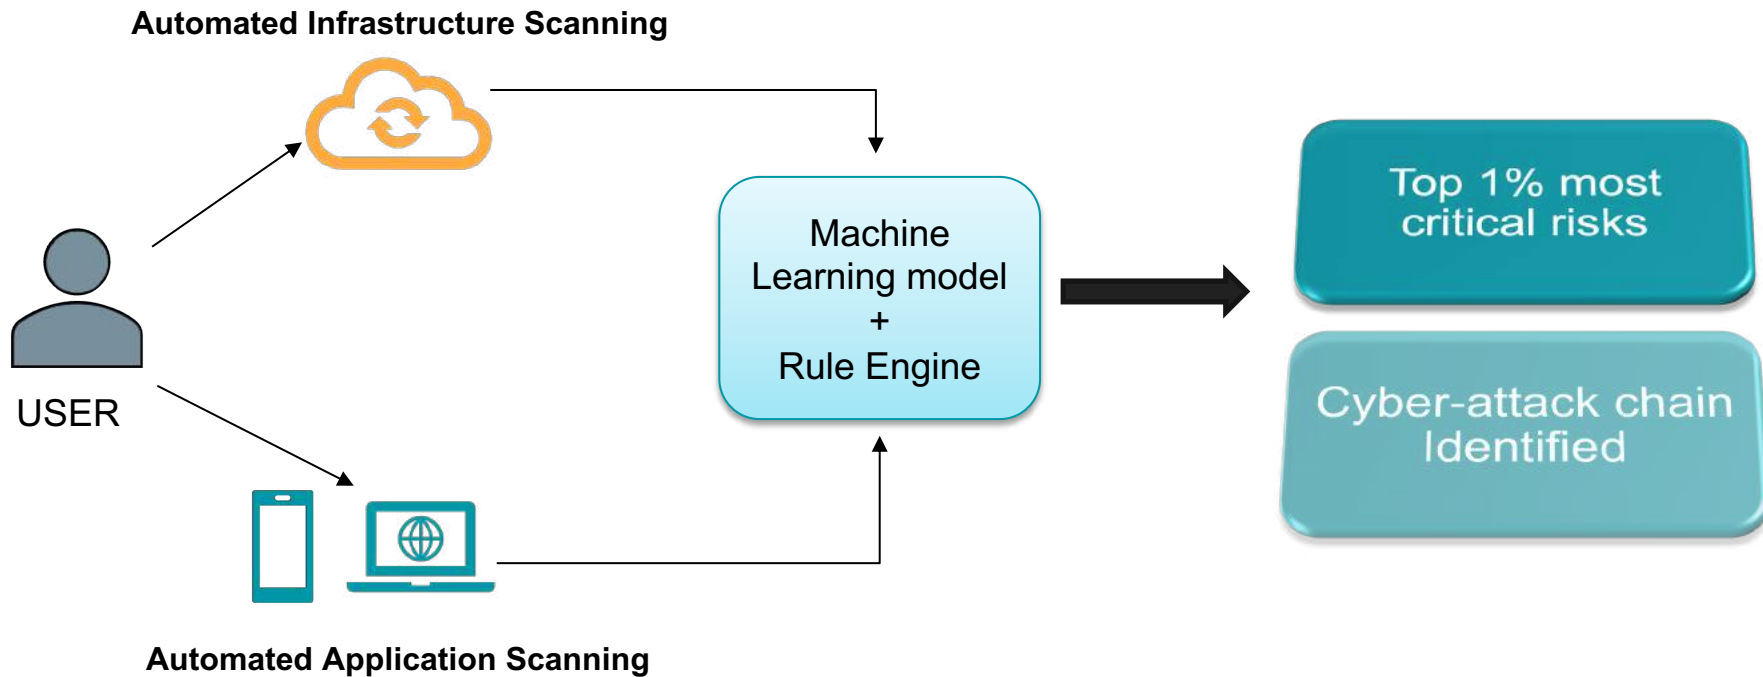 Automated Infrastructure Scanning
USER
Machine
Learning model
+
Rule Engine
Top 1% most
critical risks
Cyber-attack chain
Identified
Automated Application Scanning